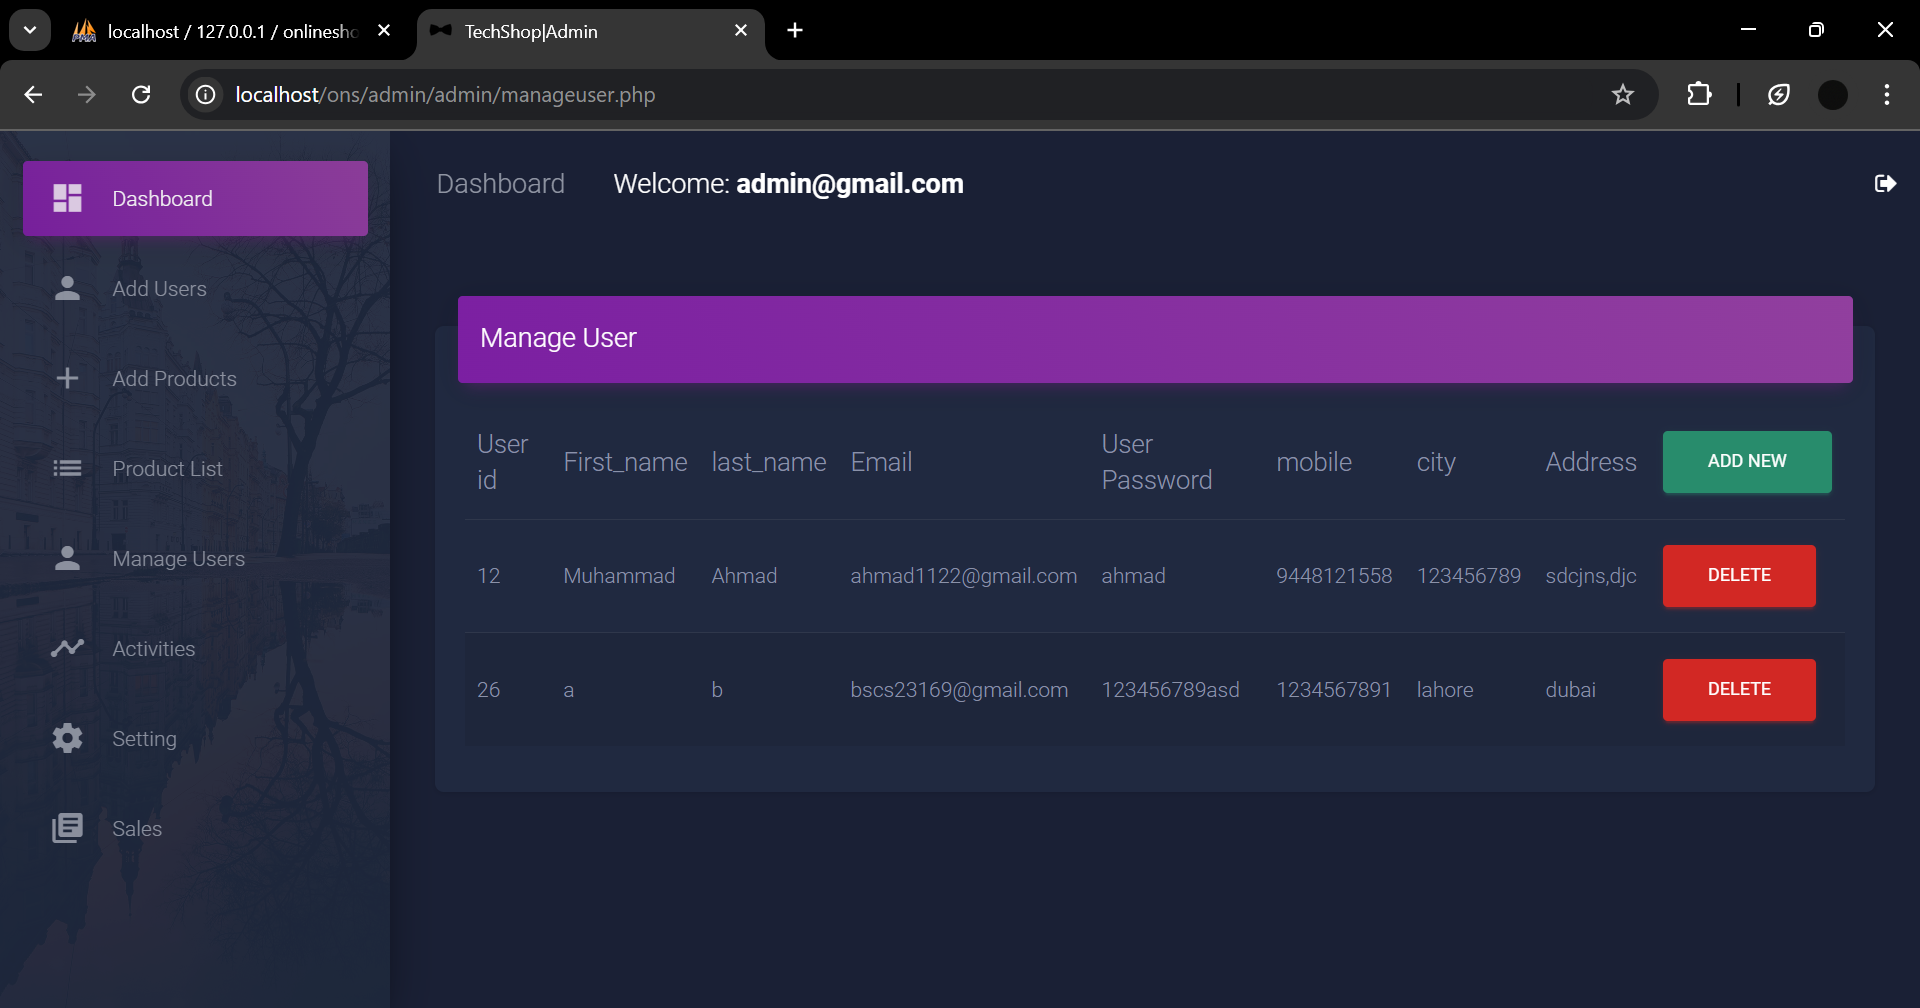 localhost / 127.0.0.1 / onlinesho
TechShop|Admin
localhost/ons/admin/admin/manageuser.php
Dashboard
Add Users
Add Products
Product List
Manage Users
Activities
Setting
Sales
Dashboard Welcome: admin@gmail.com
Manage User
User id First_name last_name Email User Password mobile city Address ADD NEW
12 Muhammad Ahmad ahmad1122@gmail.com ahmad 9448121558 123456789 sdcjns,djc DELETE
26 a b bscs23169@gmail.com 123456789asd 1234567891 lahore dubai DELETE